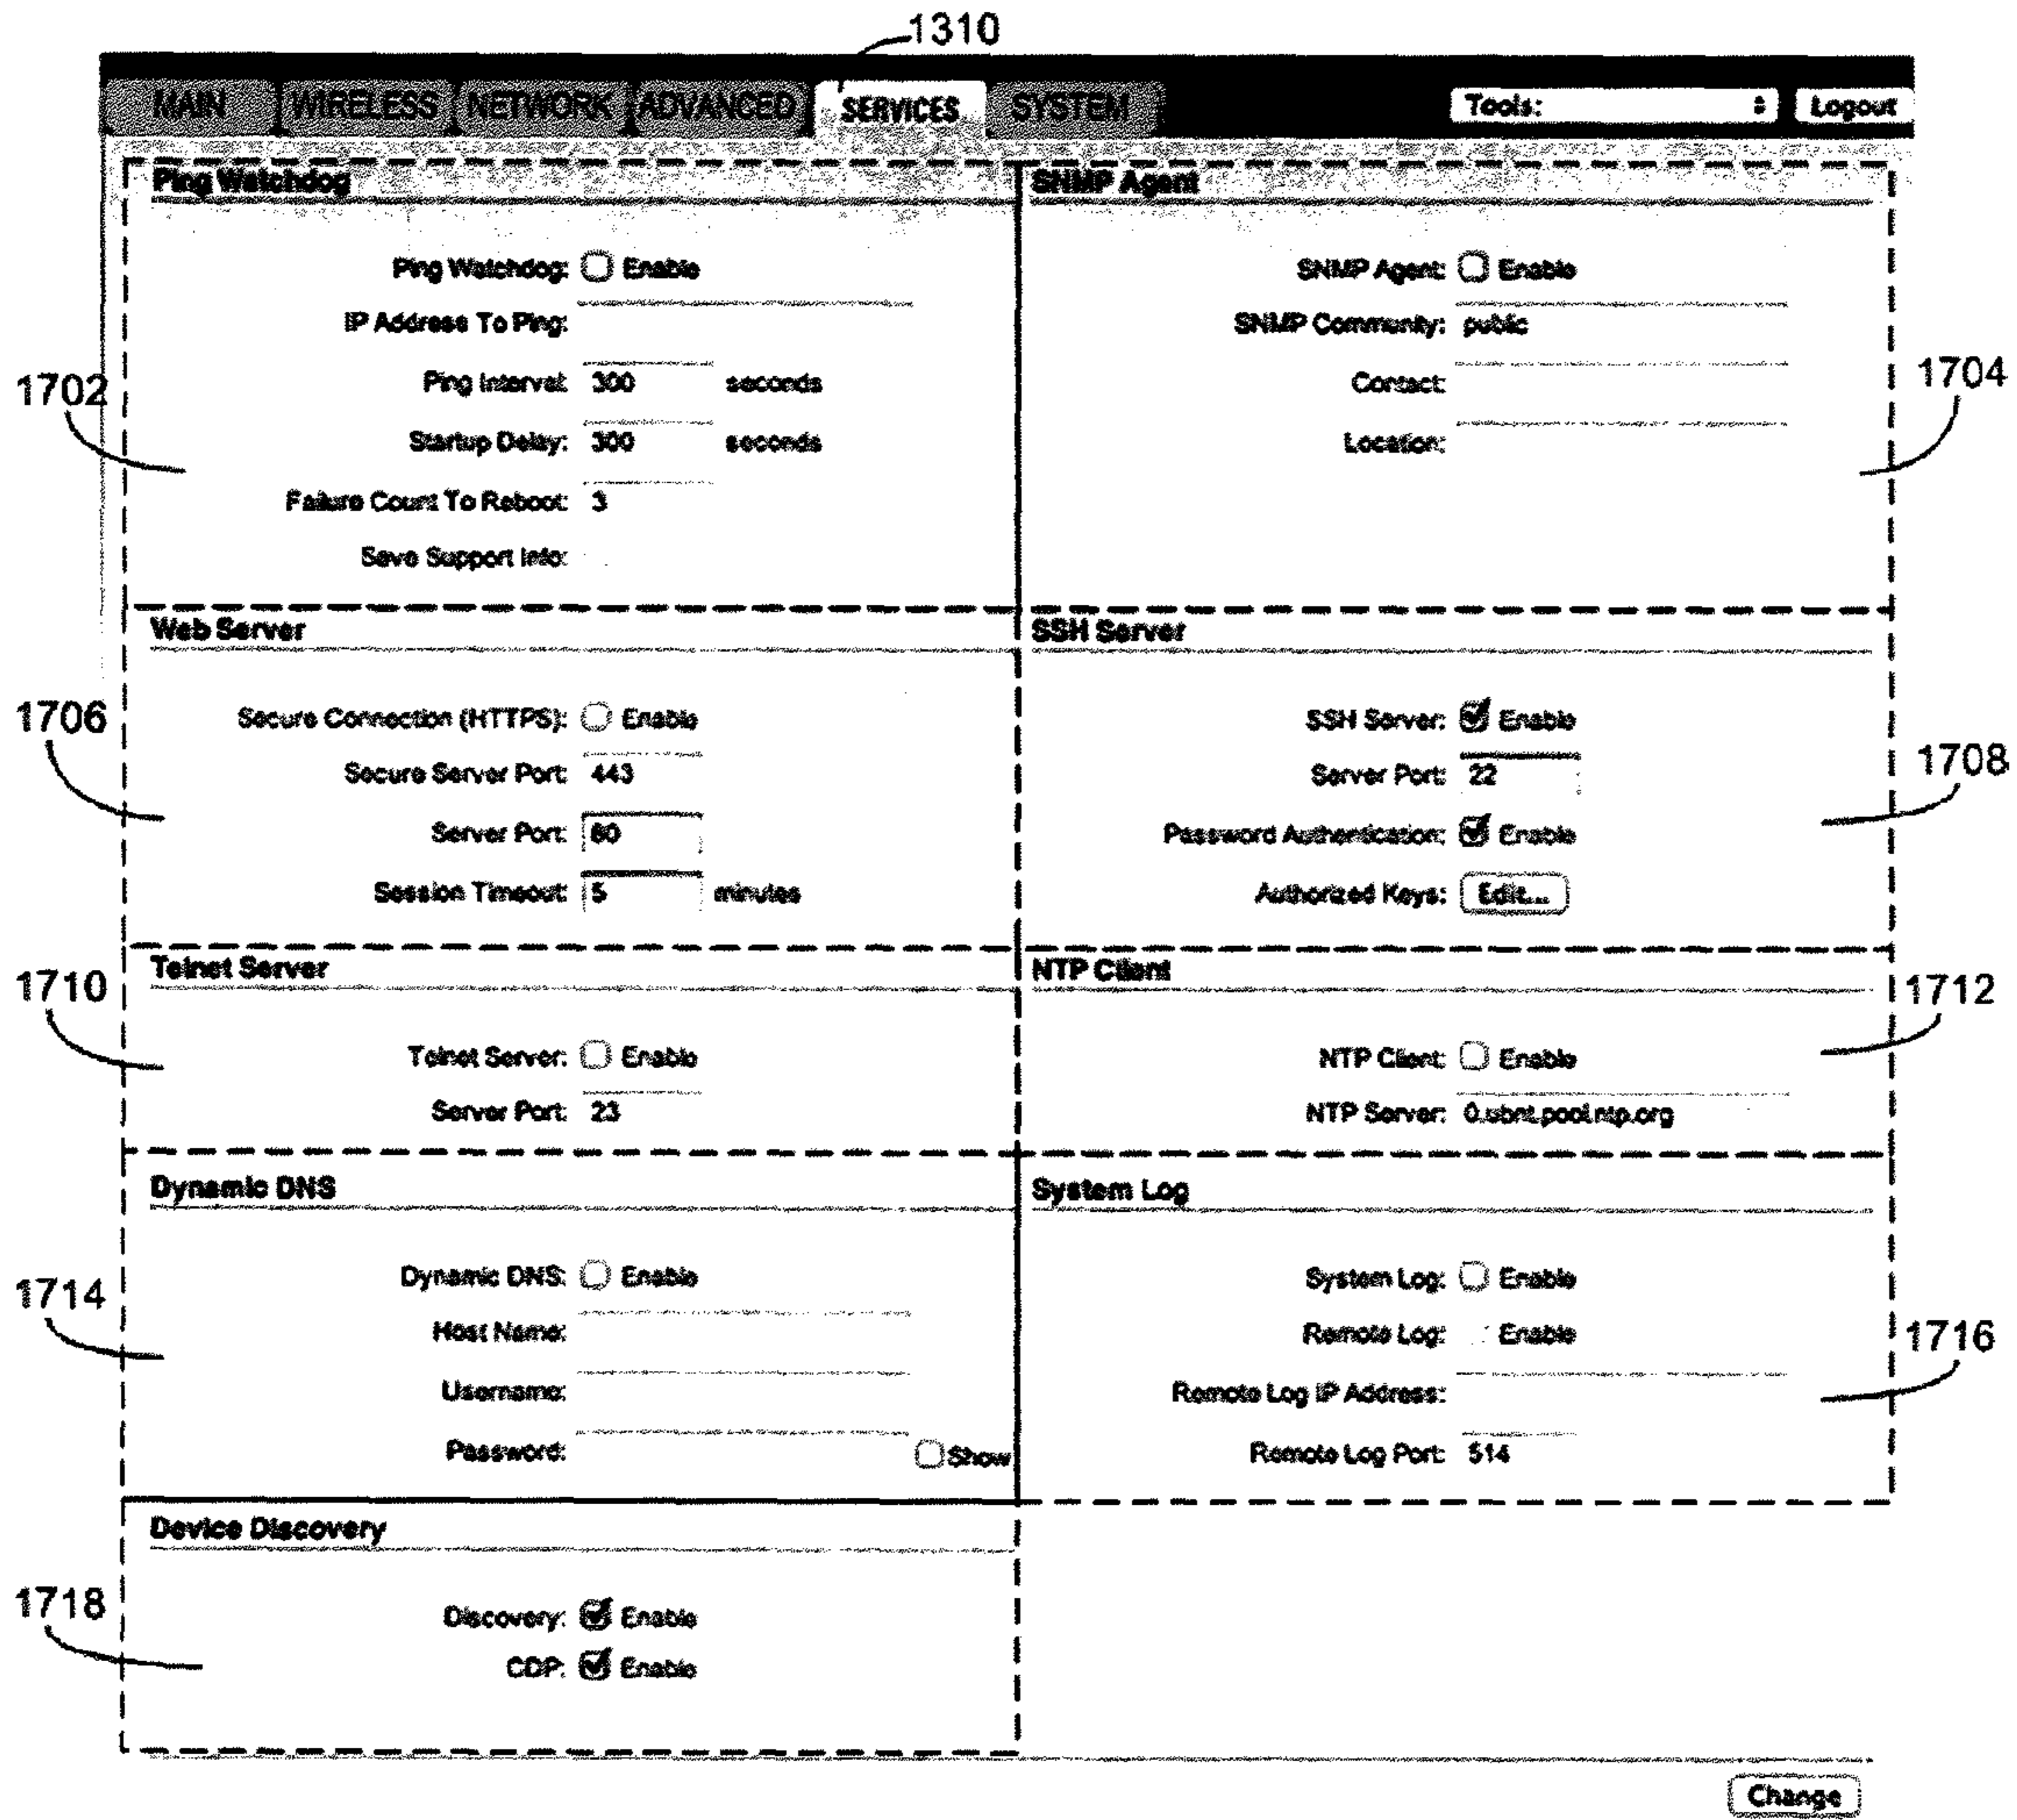 1310
MAIN WIRELESS NETWORK ADVANCED SERVICES SYSTEM Tools: Logout
Ping Watchdog
Ping Watchdog: Enable
IP Address To Ping:
Ping Interval: 300 seconds
Startup Delay: 300 seconds
Failure Count To Reboot: 3
Save Support Info:
1702
SNMP Agent
SNMP Agent: Enable
SNMP Community: public
Contact:
Location:
1704
Web Server
Secure Connection (HTTPS): Enable
Secure Server Port: 443
Server Port: 80
Session Timeout: 5 minutes
1706
SSH Server
SSH Server: Enable
Server Port: 22
Password Authentication: Enable
Authorized Keys: Edit...
1708
Telnet Server
Telnet Server: Enable
Server Port: 23
1710
NTP Client
NTP Client: Enable
NTP Server: 0.ubnt.pool.ntp.org
1712
Dynamic DNS
Dynamic DNS: Enable
Host Name:
Username:
Password: Show
1714
System Log
System Log: Enable
Remote Log: Enable
Remote Log IP Address:
Remote Log Port: 514
1716
Device Discovery
Discovery: Enable
CDP: Enable
1718
Change